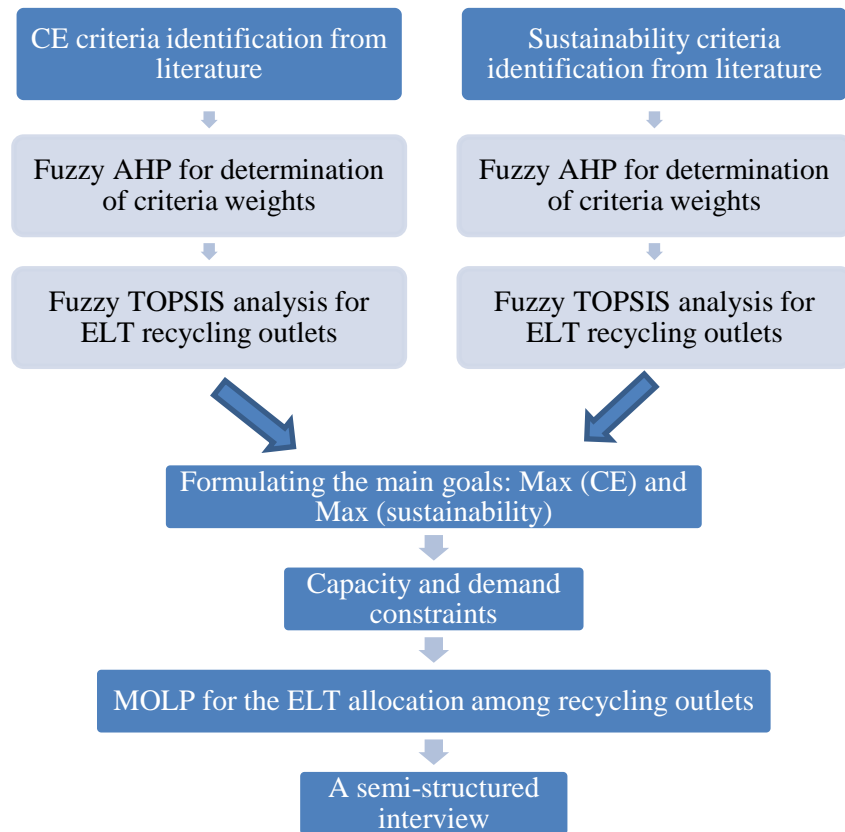 CE criteria identification from
literature
Sustainability criteria
identification from literature
Fuzzy AHP for determination
of criteria weights
Fuzzy AHP for determination
of criteria weights
Fuzzy TOPSIS analysis for
ELT recycling outlets
Fuzzy TOPSIS analysis for
ELT recycling outlets
Formulating the main goals: Max (CE) and
Max (sustainability)
Capacity and demand
constraints
MOLP for the ELT allocation among recycling outlets
A semi-structured
interview